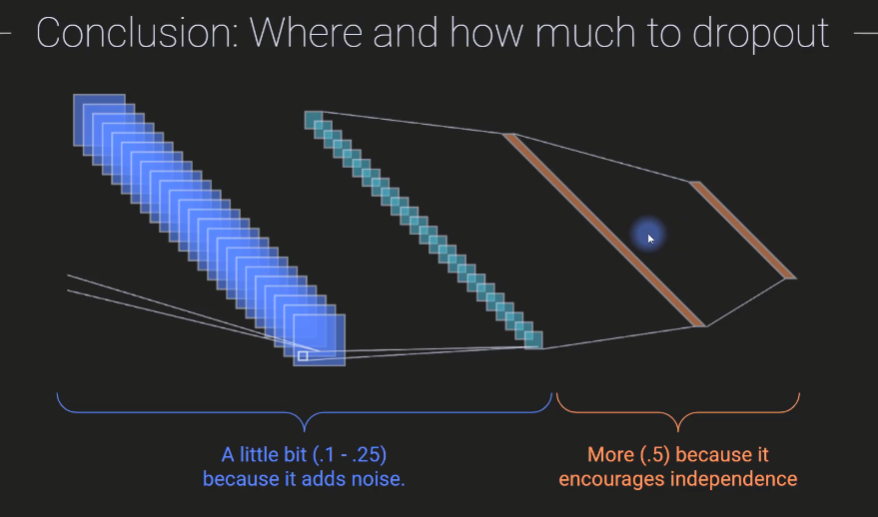 Conclusion: Where and how much to dropout
A little bit (.1 - .25)
because it adds noise.
More (.5) because it
encourages independence